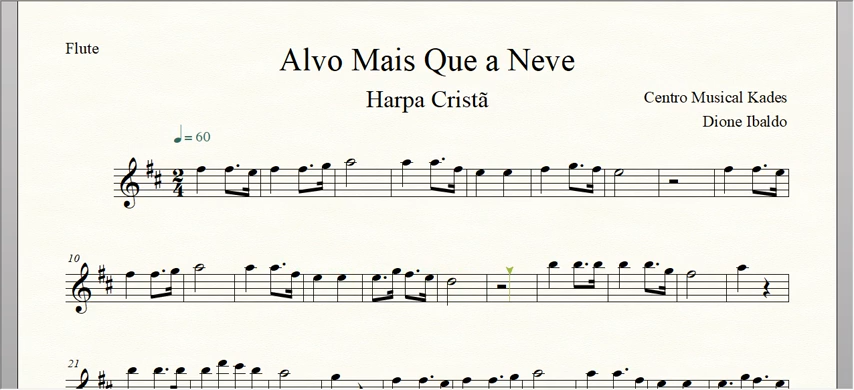 Flute
Alvo Mais Que a Neve
Harpa Cristã
Centro Musical Kades
Dione Ibaldo
= 60
2
4
10
21